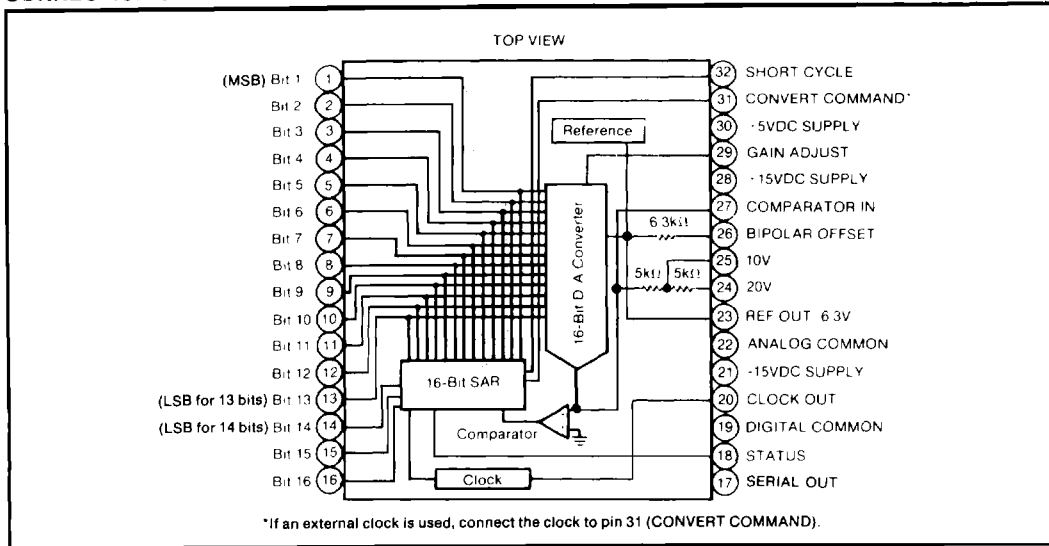 TOP VIEW
(MSB) Bit 1 1
Bit 2 2
Bit 3 3
Bit 4 4
Bit 5 5
Bit 6 6
Bit 7 7
Bit 8 8
Bit 9 9
Bit 10 10
Bit 11 11
Bit 12 12
(LSB for 13 bits) Bit 13 13
(LSB for 14 bits) Bit 14 14
Bit 15 15
Bit 16 16
Reference
16-Bit D A Converter
16-Bit SAR
Comparator
Clock
6.3kΩ
5kΩ 5kΩ
32 SHORT CYCLE
31 CONVERT COMMAND*
30 -5VDC SUPPLY
29 GAIN ADJUST
28 -15VDC SUPPLY
27 COMPARATOR IN
26 BIPOLAR OFFSET
25 10V
24 20V
23 REF OUT 6 3V
22 ANALOG COMMON
21 -15VDC SUPPLY
20 CLOCK OUT
19 DIGITAL COMMON
18 STATUS
17 SERIAL OUT
*If an external clock is used, connect the clock to pin 31 (CONVERT COMMAND).